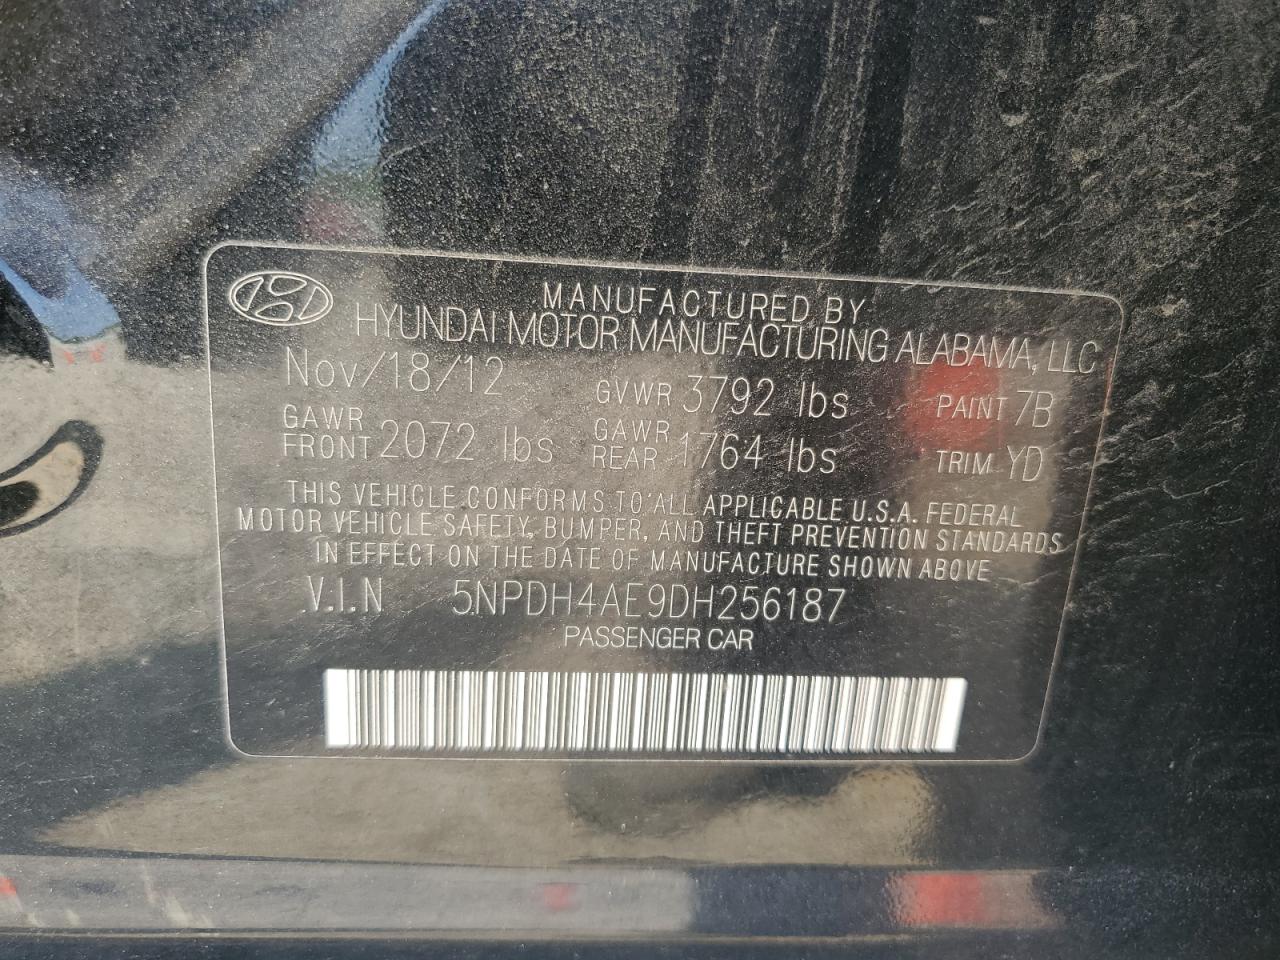 MANUFACTURED BY
HYUNDAI MOTOR MANUFACTURING ALABAMA, LLC
Nov/18/12 GVWR 3792 lbs PAINT 7B
GAWR FRONT 2072 lbs GAWR REAR 1764 lbs TRIM YD
THIS VEHICLE CONFORMS TO ALL APPLICABLE U.S.A. FEDERAL
MOTOR VEHICLE SAFETY, BUMPER, AND THEFT PREVENTION STANDARDS
IN EFFECT ON THE DATE OF MANUFACTURE SHOWN ABOVE
V.I.N 5NPDH4AE9DH256187
PASSENGER CAR